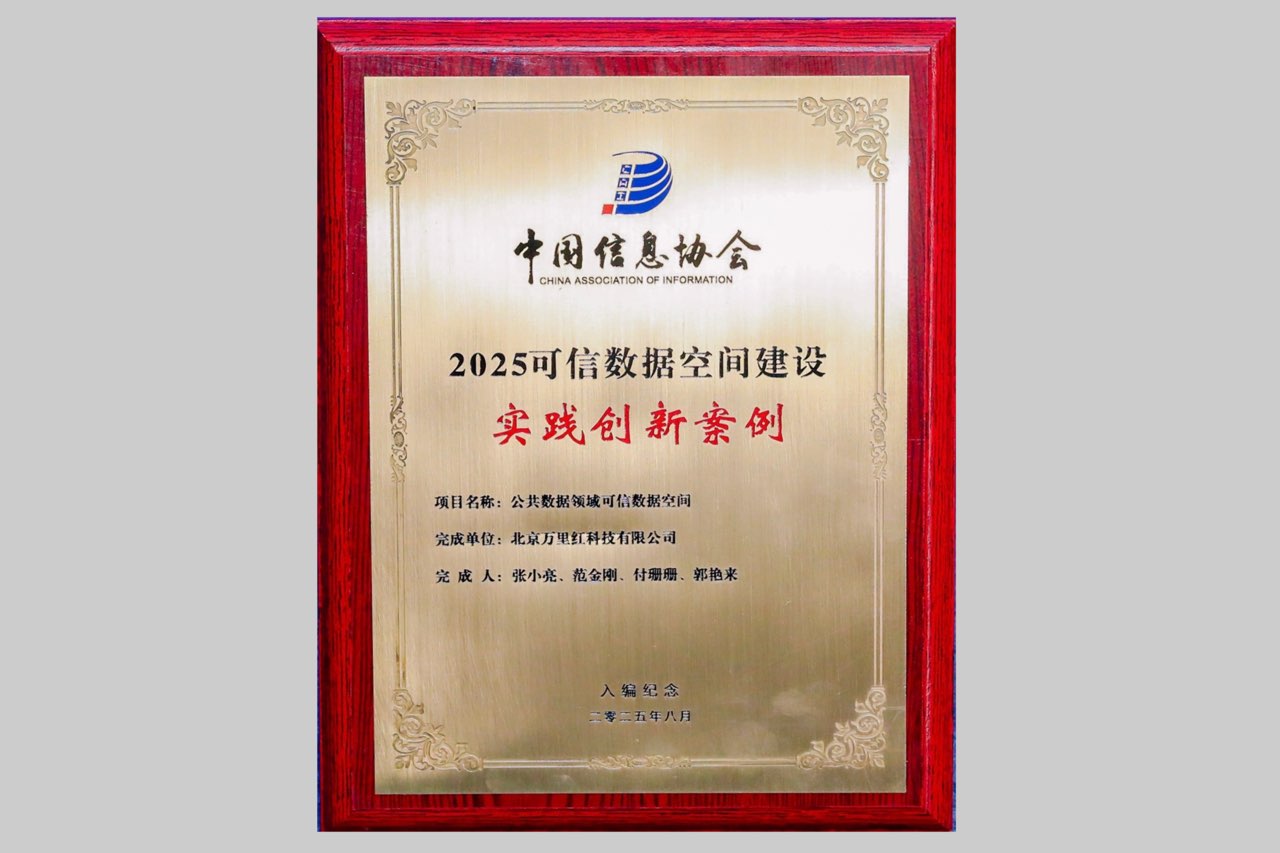 CAI
中国信息协会
CHINA ASSOCIATION OF INFORMATION
2025可信数据空间建设
实践创新案例
项目名称：公共数据领域可信数据空间
完成单位：北京万里红科技有限公司
完 成 人：张小亮、范金刚、付珊珊、郭艳来
入编纪念
二零二五年八月